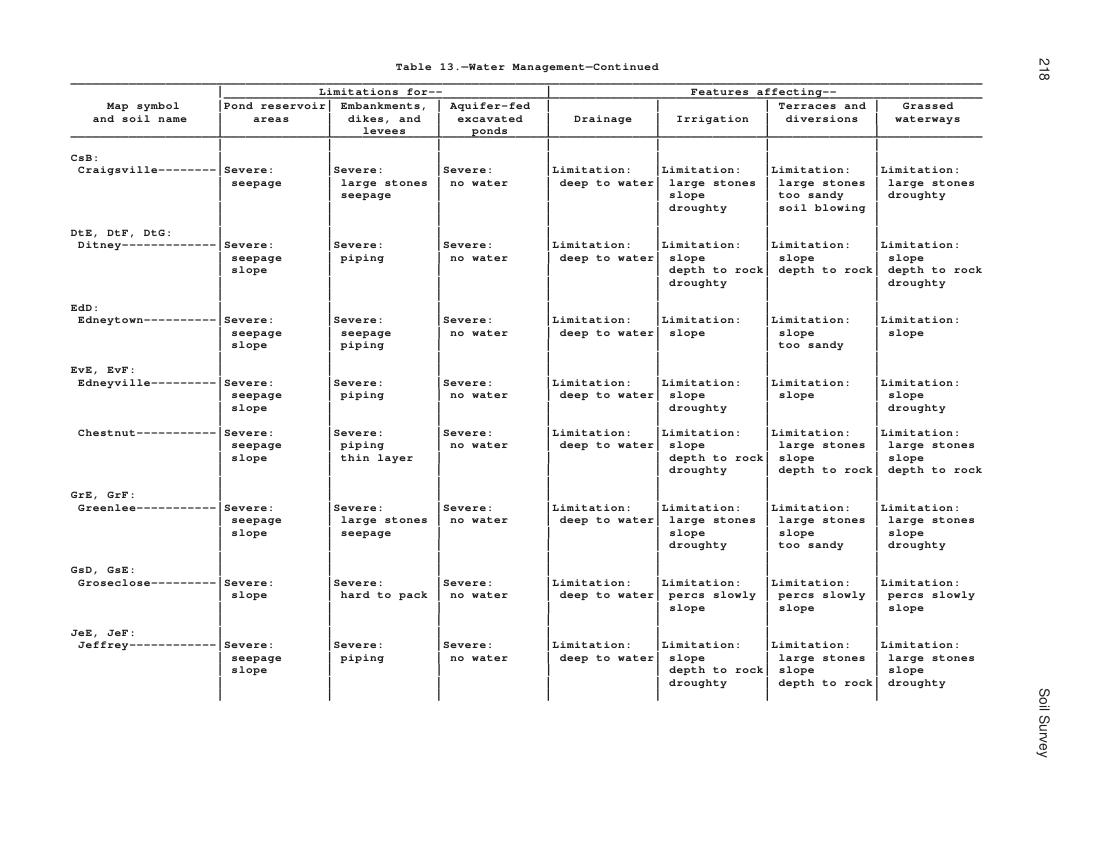 Table 13.—Water Management—Continued
218
Limitations for-- Features affecting--
Map symbol Pond reservoir Embankments, Aquifer-fed Terraces and Grassed
and soil name areas dikes, and excavated Drainage Irrigation diversions waterways
levees ponds
CsB:
Craigsville-------- Severe: Severe: Severe: Limitation: Limitation: Limitation: Limitation:
seepage large stones no water deep to water large stones large stones large stones
seepage slope too sandy droughty
droughty soil blowing
DtE, DtF, DtG:
Ditney------------- Severe: Severe: Severe: Limitation: Limitation: Limitation: Limitation:
seepage piping no water deep to water slope slope slope
slope depth to rock depth to rock depth to rock
droughty droughty
EdD:
Edneytown---------- Severe: Severe: Severe: Limitation: Limitation: Limitation: Limitation:
seepage seepage no water deep to water slope slope slope
slope piping too sandy
EvE, EvF:
Edneyville--------- Severe: Severe: Severe: Limitation: Limitation: Limitation: Limitation:
seepage piping no water deep to water slope slope slope
slope droughty droughty
Chestnut----------- Severe: Severe: Severe: Limitation: Limitation: Limitation: Limitation:
seepage piping no water deep to water slope large stones large stones
slope thin layer depth to rock slope slope
droughty depth to rock depth to rock
GrE, GrF:
Greenlee----------- Severe: Severe: Severe: Limitation: Limitation: Limitation: Limitation:
seepage large stones no water deep to water large stones large stones large stones
slope seepage slope slope slope
droughty too sandy droughty
GsD, GsE:
Groseclose--------- Severe: Severe: Severe: Limitation: Limitation: Limitation: Limitation:
slope hard to pack no water deep to water percs slowly percs slowly percs slowly
slope slope slope
JeE, JeF:
Jeffrey------------ Severe: Severe: Severe: Limitation: Limitation: Limitation: Limitation:
seepage piping no water deep to water slope large stones large stones
slope depth to rock slope slope
droughty depth to rock droughty
Soil Survey